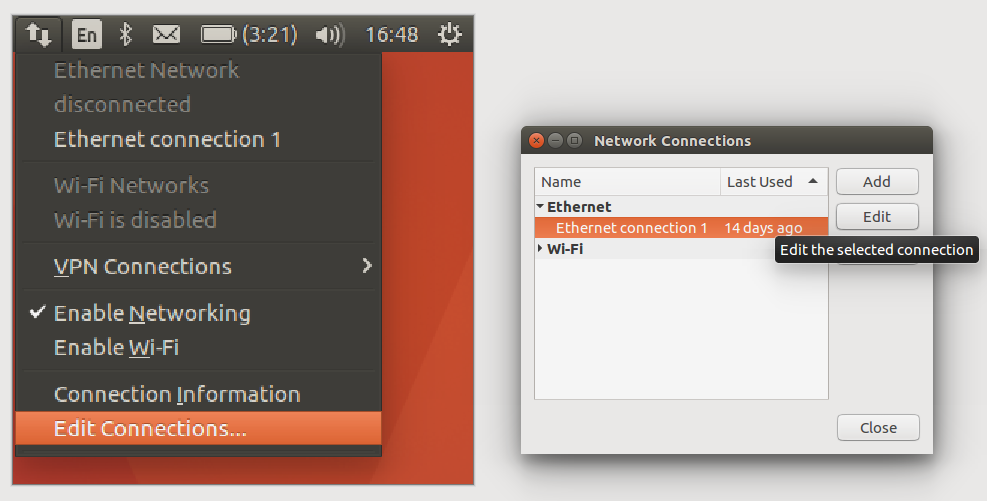 En (3:21) 16:48
Ethernet Network
disconnected
Ethernet connection 1
Wi-Fi Networks
Wi-Fi is disabled
VPN Connections
Enable Networking
Enable Wi-Fi
Connection Information
Edit Connections...
Network Connections
Name Last Used
Add
Ethernet
Edit
Ethernet connection 1 14 days ago
Edit the selected connection
Wi-Fi
Close